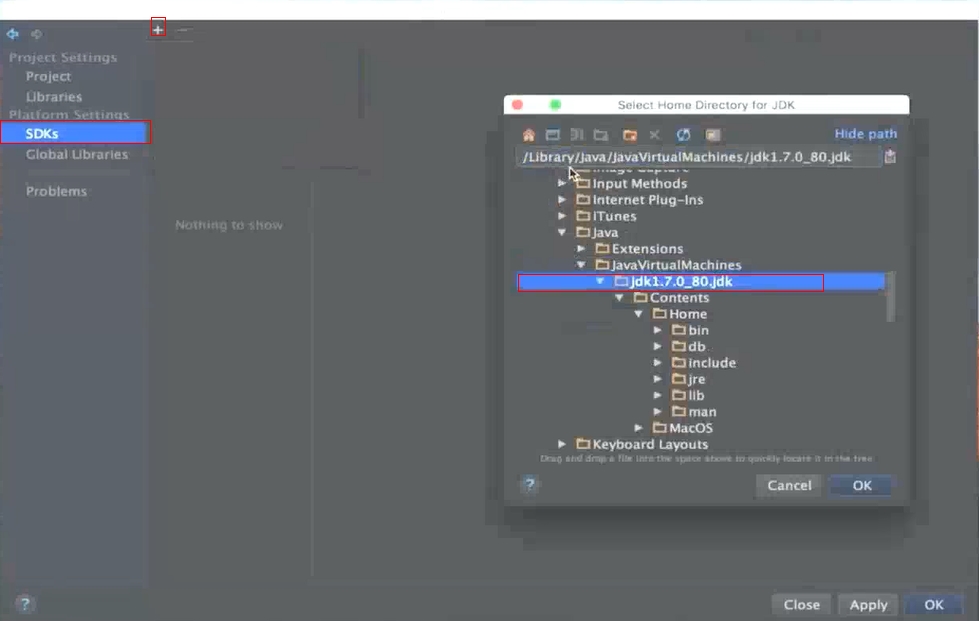 Project Settings
Project
Libraries
Platform Settings
SDKs
Global Libraries
Problems
Nothing to show
Select Home Directory for JDK
Hide path
/Library/Java/JavaVirtualMachines/jdk1.7.0_80.jdk
Image Capture
Input Methods
Internet Plug-Ins
iTunes
Java
Extensions
JavaVirtualMachines
jdk1.7.0_80.jdk
Contents
Home
bin
db
include
jre
lib
man
MacOS
Keyboard Layouts
Drag and drop a file into the space above to quickly locate it in the tree
? Cancel OK
? Close Apply OK